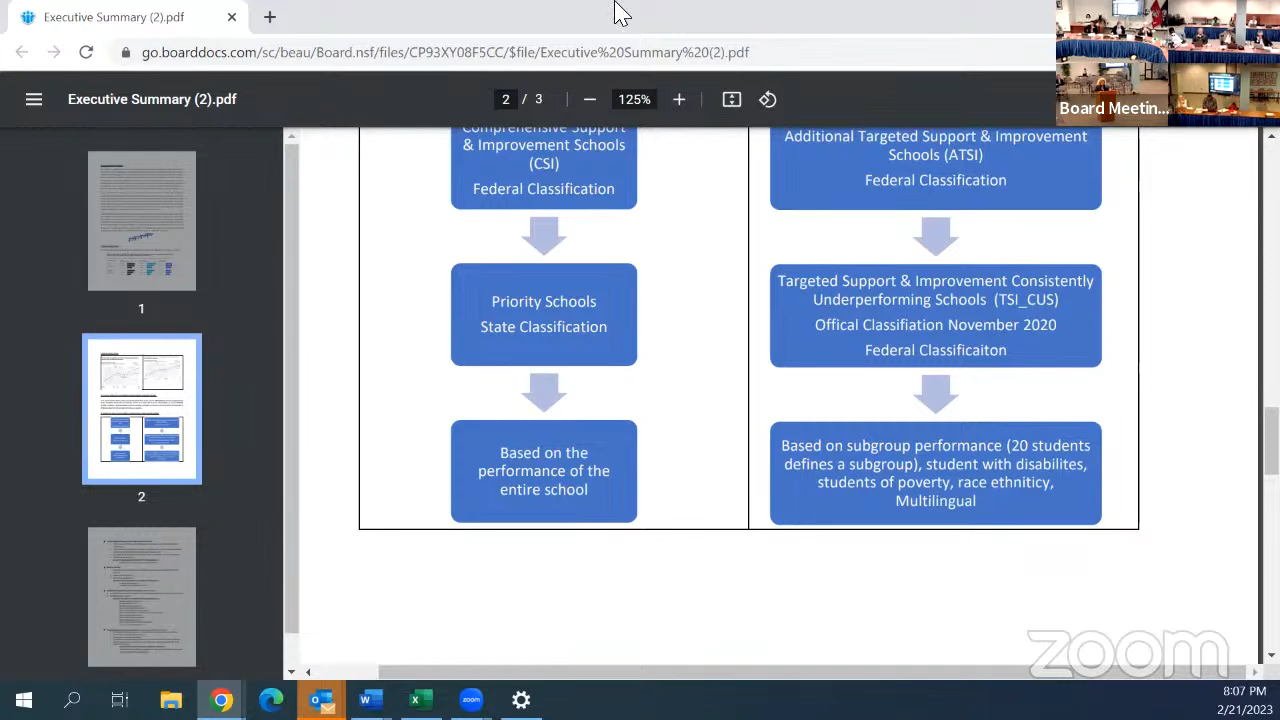 Executive Summary (2).pdf
go.boarddocs.com/sc/beau/Board.nsf/files/CP93XY00D1CC/$file/Executive%20Summary%20(2).pdf
Board Meetin...
Executive Summary (2).pdf
2 / 3
125%
Comprehensive Support
& Improvement Schools
(CSI)
Federal Classification
Additional Targeted Support & Improvement
Schools (ATSI)
Federal Classification
Priority Schools
State Classification
Targeted Support & Improvement Consistently
Underperforming Schools (TSI_CUS)
Offical Classifiation November 2020
Federal Classificaiton
Based on the
performance of the
entire school
Based on subgroup performance (20 students
defines a subgroup), student with disabilites,
students of poverty, race ethniticy,
Multilingual
1
2
zoom
zoom
8:07 PM
2/21/2023